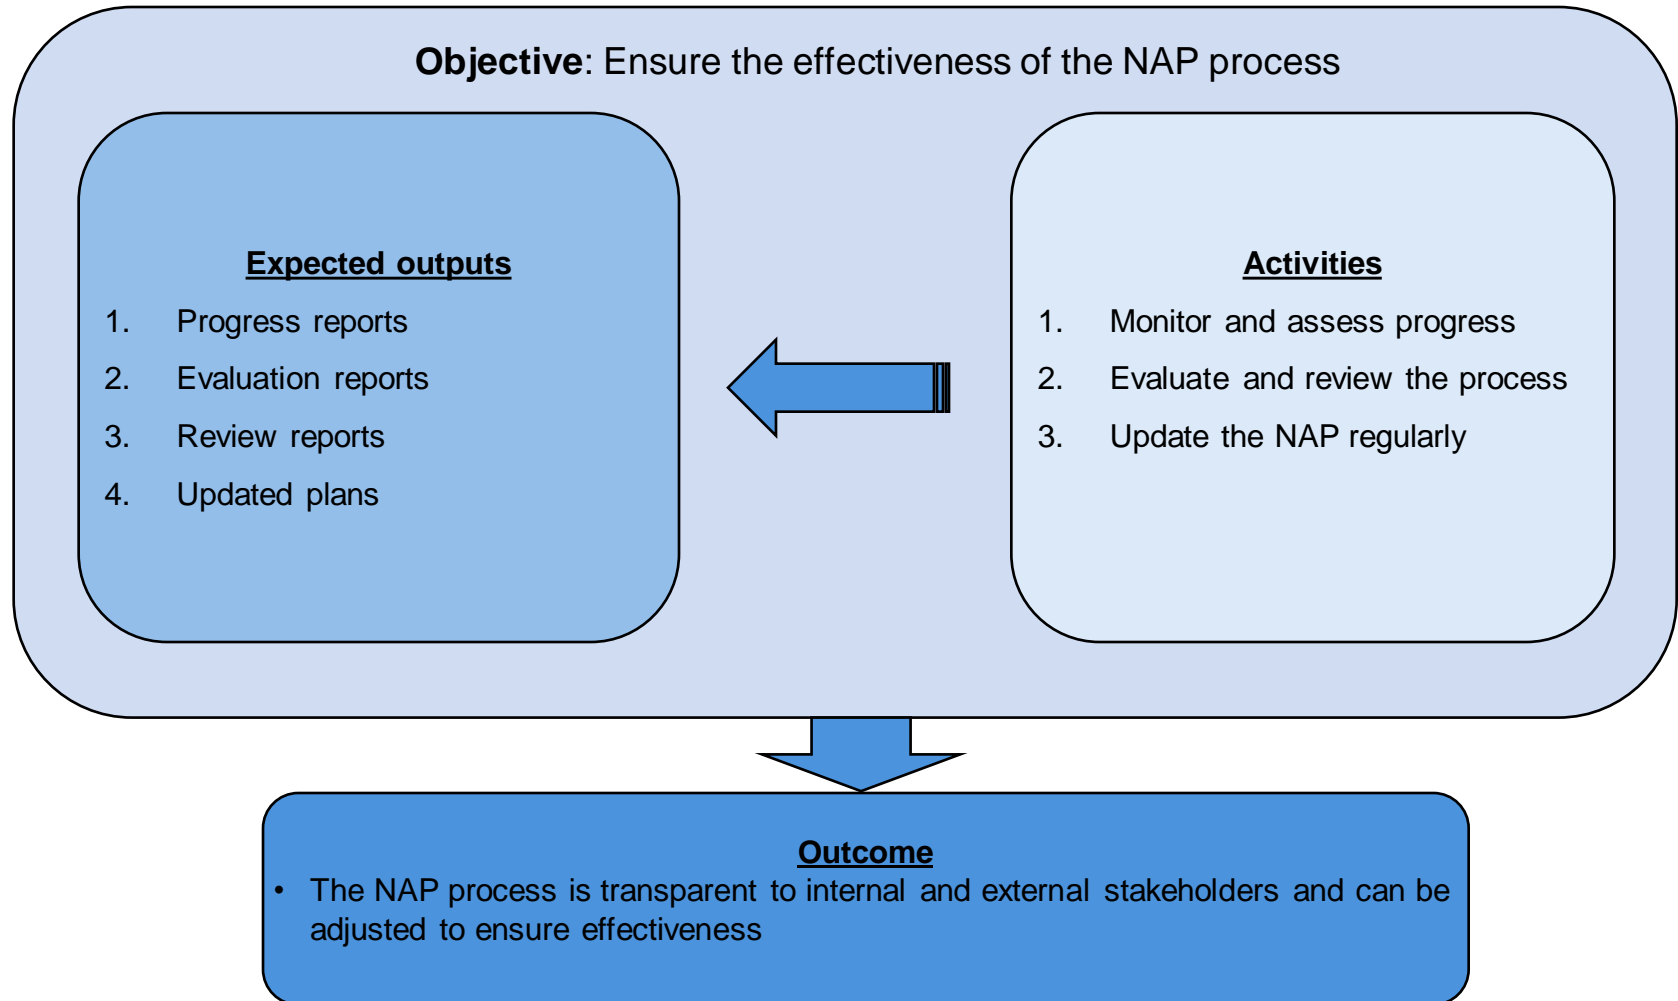 Objective: Ensure the effectiveness of the NAP process
Expected outputs
1. Progress reports
2. Evaluation reports
3. Review reports
4. Updated plans
Activities
1. Monitor and assess progress
2. Evaluate and review the process
3. Update the NAP regularly
Outcome
• The NAP process is transparent to internal and external stakeholders and can be
adjusted to ensure effectiveness